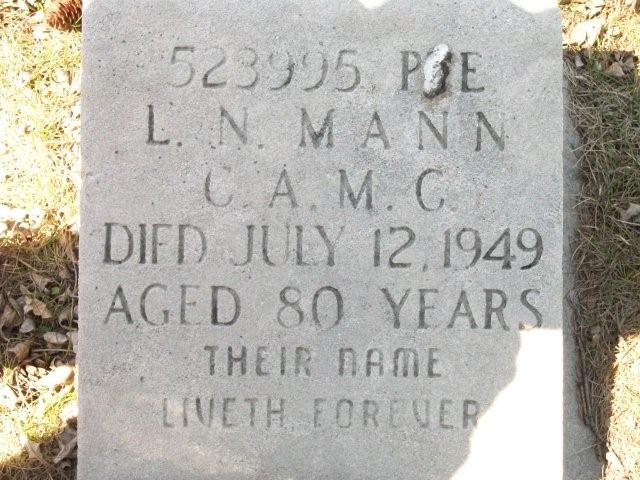 523995 PTE
L. N. MANN
C. A. M. C.
DIED JULY 12, 1949
AGED 80 YEARS
THEIR NAME
LIVETH FOREVER